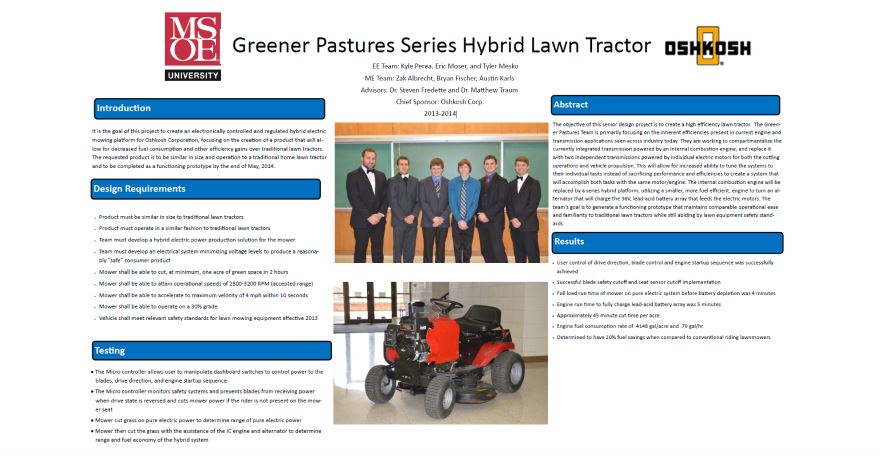 MS
OE
UNIVERSITY
Greener Pastures Series Hybrid Lawn Tractor
OSHKOSH
EE Team: Kyle Perea. Eric Moser, and Tyler Mesko
ME Team: Zak Albrecht, Bryan Fischer, Austin Karls
Advisors: Dr. Steven Fredette and Dr. Matthew Traum
Chief Sponsor: Oshkosh Corp.
2013-2014
Introduction
It is the goal of this project to create an electronically controlled and regulated hybrid electric
mowing platform for Oshkosh Corporation, focusing on the creation of a product that will al-
low for decreased fuel consumption and other efficiency gains over traditional lawn tractors.
The requested product is to be similar in size and operation to a traditional home lawn tractor
and to be completed as a functioning prototype by the end of May, 2014.
Design Requirements
• Product must be similar in size to traditional lawn tractors
• Product must operate in a similar fashion to traditional lawn tractors
• Team must develop a hybrid electric power production solution for the mower
• Team must develop an electrical system minimizing voltage levels to produce a reasona-
bly "safe" consumer product
• Mower shall be able to cut, at minimum, one acre of green space in 2 hours
• Mower shall be able to attain operational speeds of 2800-3200 RPM (accepted range)
• Mower shall be able to accelerate to maximum velocity of 4 mph within 10 seconds
• Mower shall be able to operate on a 30% grade
• Vehicle shall meet relevant safety standards for lawn mowing equipment effective 2013
Testing
• The Micro controller allows user to manipulate dashboard switches to control power to the
blades, drive direction, and engine startup sequence
• The Micro controller monitors safety systems and prevents blades from receiving power
when drive state is reversed and cuts mower power if the rider is not present on the mow-
er seat
• Mower cut grass on pure electric power to determine range of pure electric power
• Mower then cut the grass with the assistance of the IC engine and alternator to determine
range and fuel economy of the hybrid system
Abstract
The objective of this senior design project is to create a high efficiency lawn tractor. The Green-
er Pastures Team is primarily focusing on the inherent efficiencies present in current engine and
transmission applications seen across industry today. They are working to compartmentalize the
currently integrated transmission powered by an internal combustion engine, and replace it
with two independent transmissions powered by individual electric motors for both the cutting
operations and vehicle propulsion. This will allow for increased ability to tune the systems to
their individual tasks instead of sacrificing performance and efficiencies to create a system that
will accomplish both tasks with the same motor/engine. The internal combustion engine will be
replaced by a series hybrid platform, utilizing a smaller, more fuel efficient, engine to turn an al-
ternator that will charge the 36V, lead-acid battery array that feeds the electric motors. The
team's goal is to generate a functioning prototype that maintains comparable operational ease
and familiarity to traditional lawn tractors while still abiding by lawn equipment safety stand-
ards.
Results
• User control of drive direction, blade control and engine startup sequence was successfully
achieved
• Successful blade safety cutoff and seat sensor cutoff implementation
• Full load run time of mower on pure electric system before battery depletion was 4 minutes
• Engine run time to fully charge lead-acid battery array was 5 minutes
• Approximately 45 minute cut time per acre
• Engine fuel consumption rate of .4148 gal/acre and .79 gal/hr
• Determined to have 20% fuel savings when compared to conventional riding lawnmowers.